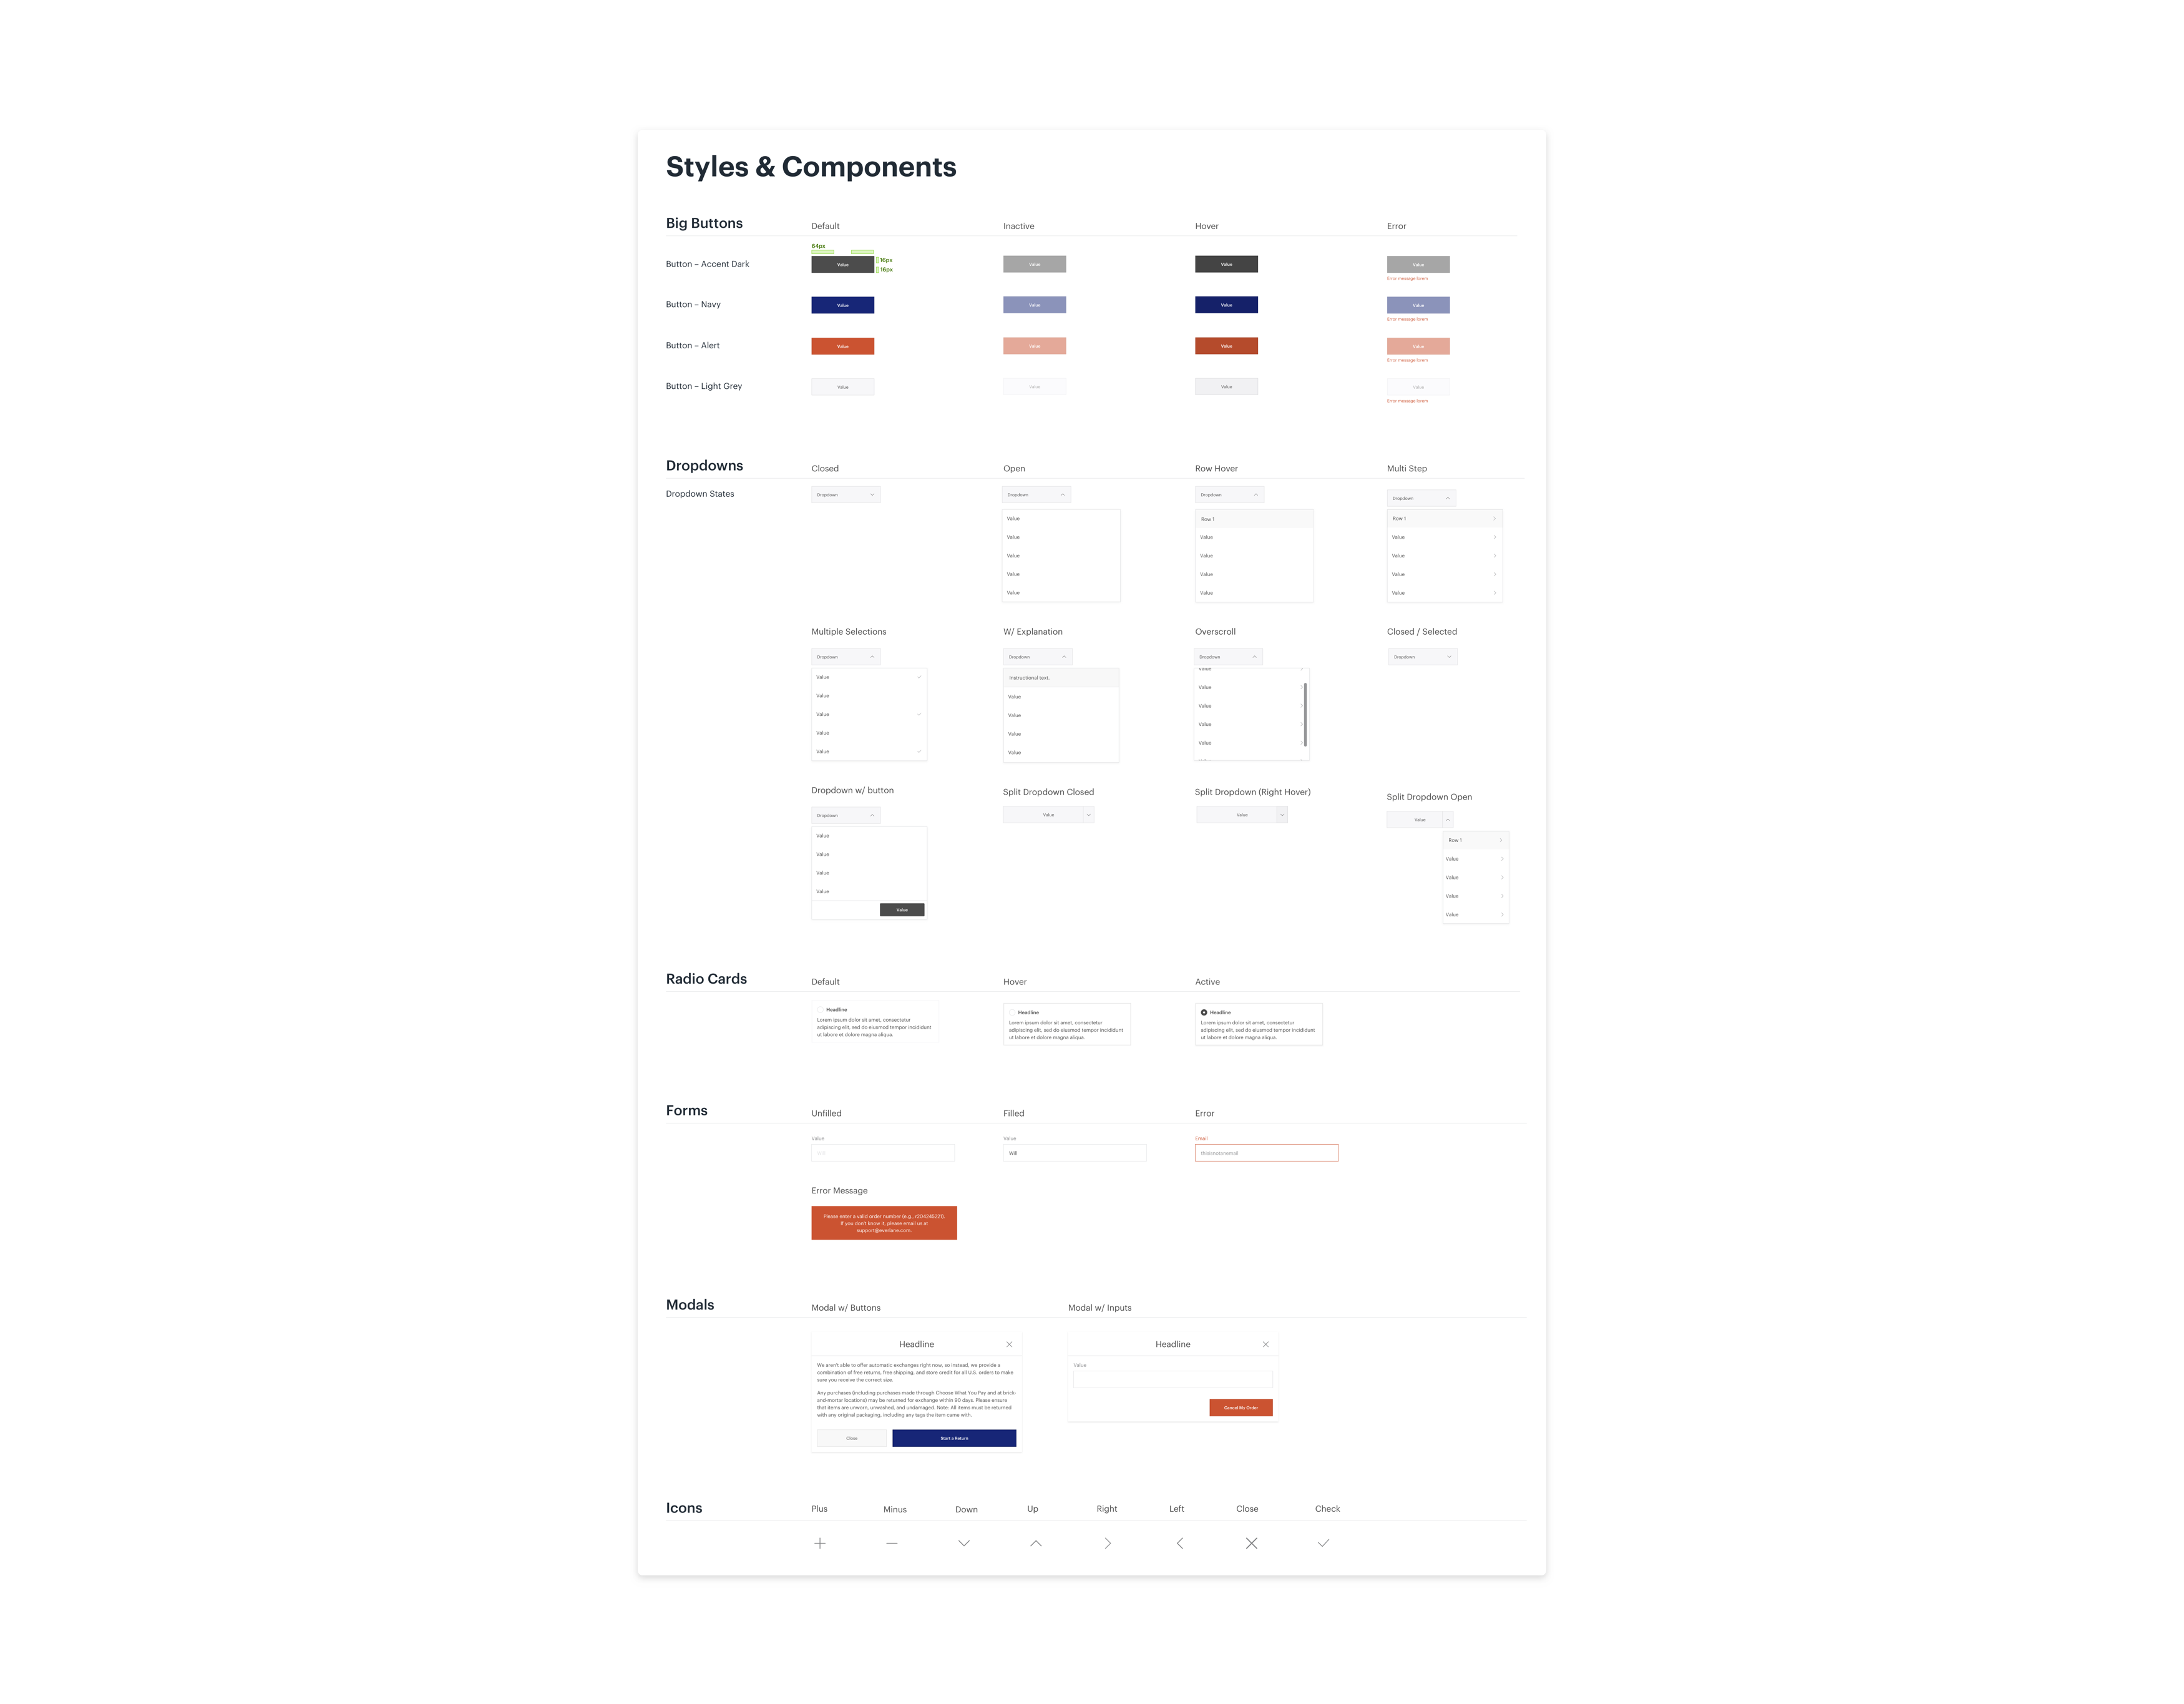 Styles & Components
Big Buttons
Default
Inactive
Hover
Error
64px
Button – Accent Dark
Value
16px
16px
Value
Value
Value
Error message lorem
Button – Navy
Value
Value
Value
Value
Error message lorem
Button – Alert
Value
Value
Value
Value
Error message lorem
Button – Light Grey
Value
Value
Value
Value
Error message lorem
Dropdowns
Closed
Open
Row Hover
Multi Step
Dropdown States
Dropdown
Dropdown
Value
Value
Value
Value
Value
Dropdown
Row 1
Value
Value
Value
Value
Dropdown
Row 1
Value
Value
Value
Value
Multiple Selections
W/ Explanation
Overscroll
Closed / Selected
Dropdown
Value
Value
Value
Value
Value
Dropdown
Instructional text.
Value
Value
Value
Value
Dropdown
Value
Value
Value
Value
Value
Dropdown
Dropdown w/ button
Split Dropdown Closed
Split Dropdown (Right Hover)
Split Dropdown Open
Dropdown
Value
Value
Value
Value
Value
Value
Value
Value
Row 1
Value
Value
Value
Value
Radio Cards
Default
Hover
Active
Headline
Lorem ipsum dolor sit amet, consectetur
adipiscing elit, sed do eiusmod tempor incididunt
ut labore et dolore magna aliqua.
Headline
Lorem ipsum dolor sit amet, consectetur
adipiscing elit, sed do eiusmod tempor incididunt
ut labore et dolore magna aliqua.
Headline
Lorem ipsum dolor sit amet, consectetur
adipiscing elit, sed do eiusmod tempor incididunt
ut labore et dolore magna aliqua.
Forms
Unfilled
Filled
Error
Value
Value
Will
Email
thisisnotanemail
Error Message
Please enter a valid order number (e.g., r204245221).
If you don't know it, please email us at
support@everlane.com.
Modals
Modal w/ Buttons
Modal w/ Inputs
Headline
We aren't able to offer automatic exchanges right now, so instead, we provide a
combination of free returns, free shipping, and store credit for all U.S. orders to make
sure you receive the correct size.
Any purchases (including purchases made through Choose What You Pay and at brick-
and-mortar locations) may be returned for exchange within 90 days. Please ensure
that items are unworn, unwashed, and undamaged. Note: All items must be returned
with any original packaging, including any tags the item came with.
Close
Start a Return
Headline
Value
Cancel My Order
Icons
Plus
Minus
Down
Up
Right
Left
Close
Check